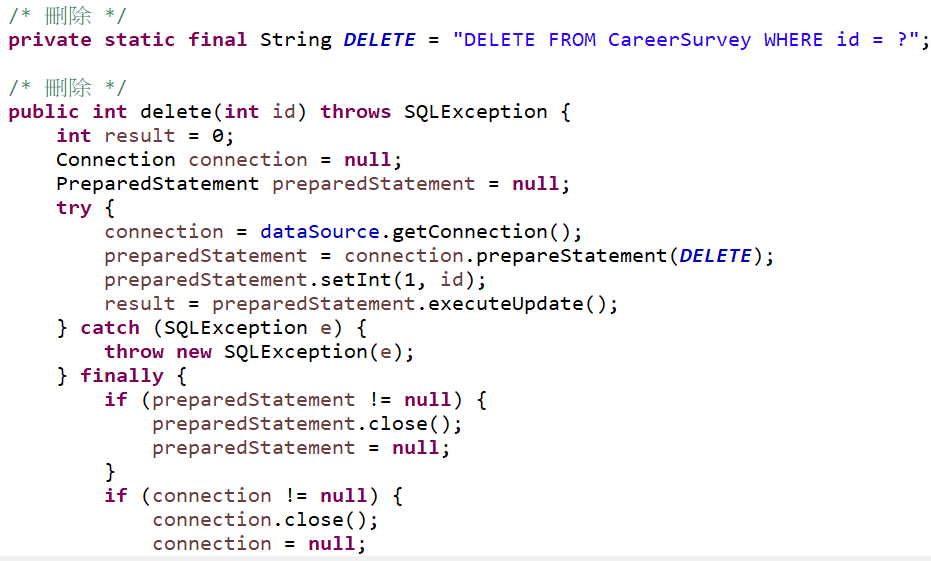 /* 刪除 */
private static final String DELETE = "DELETE FROM CareerSurvey WHERE id = ?";
/* 刪除 */
public int delete(int id) throws SQLException {
int result = 0;
Connection connection = null;
PreparedStatement preparedStatement = null;
try {
connection = dataSource.getConnection();
preparedStatement = connection.prepareStatement(DELETE);
preparedStatement.setInt(1, id);
result = preparedStatement.executeUpdate();
} catch (SQLException e) {
throw new SQLException(e);
} finally {
if (preparedStatement != null) {
preparedStatement.close();
preparedStatement = null;
}
if (connection != null) {
connection.close();
connection = null;